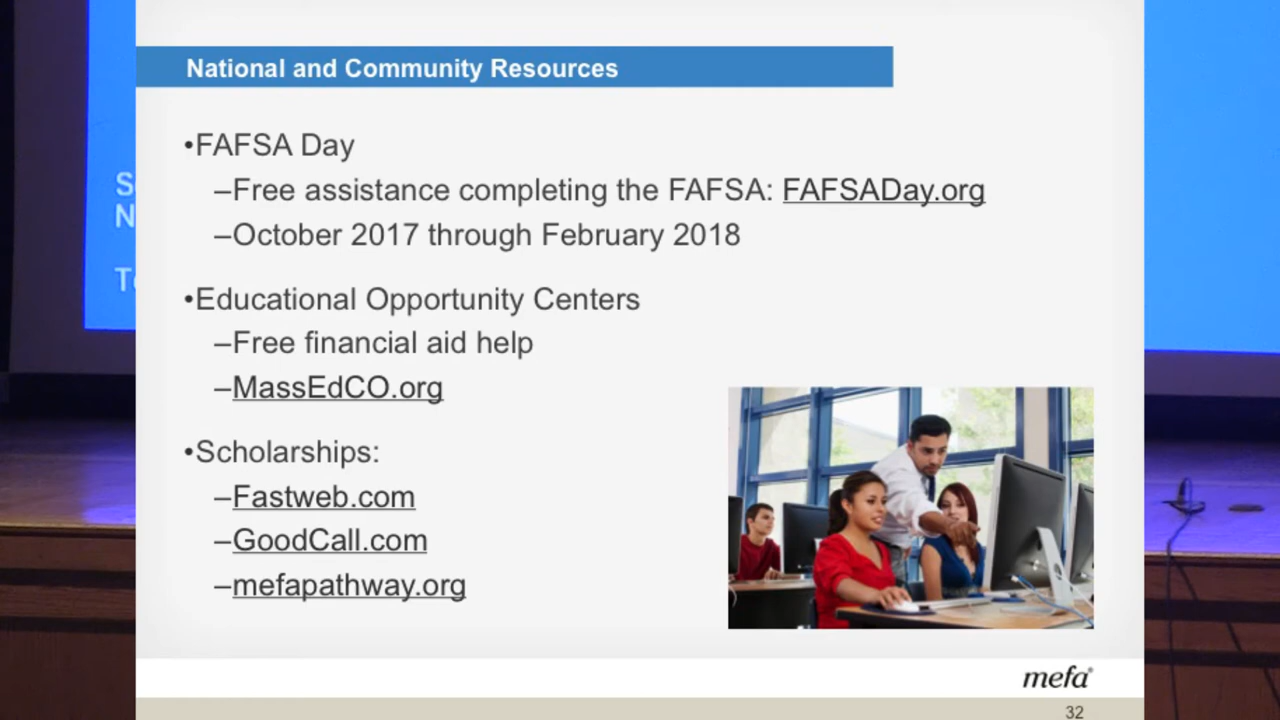 National and Community Resources
•FAFSA Day
–Free assistance completing the FAFSA: FAFSADay.org
–October 2017 through February 2018
•Educational Opportunity Centers
–Free financial aid help
–MassEdCO.org
•Scholarships:
–Fastweb.com
–GoodCall.com
–mefapathway.org
mefa®
32